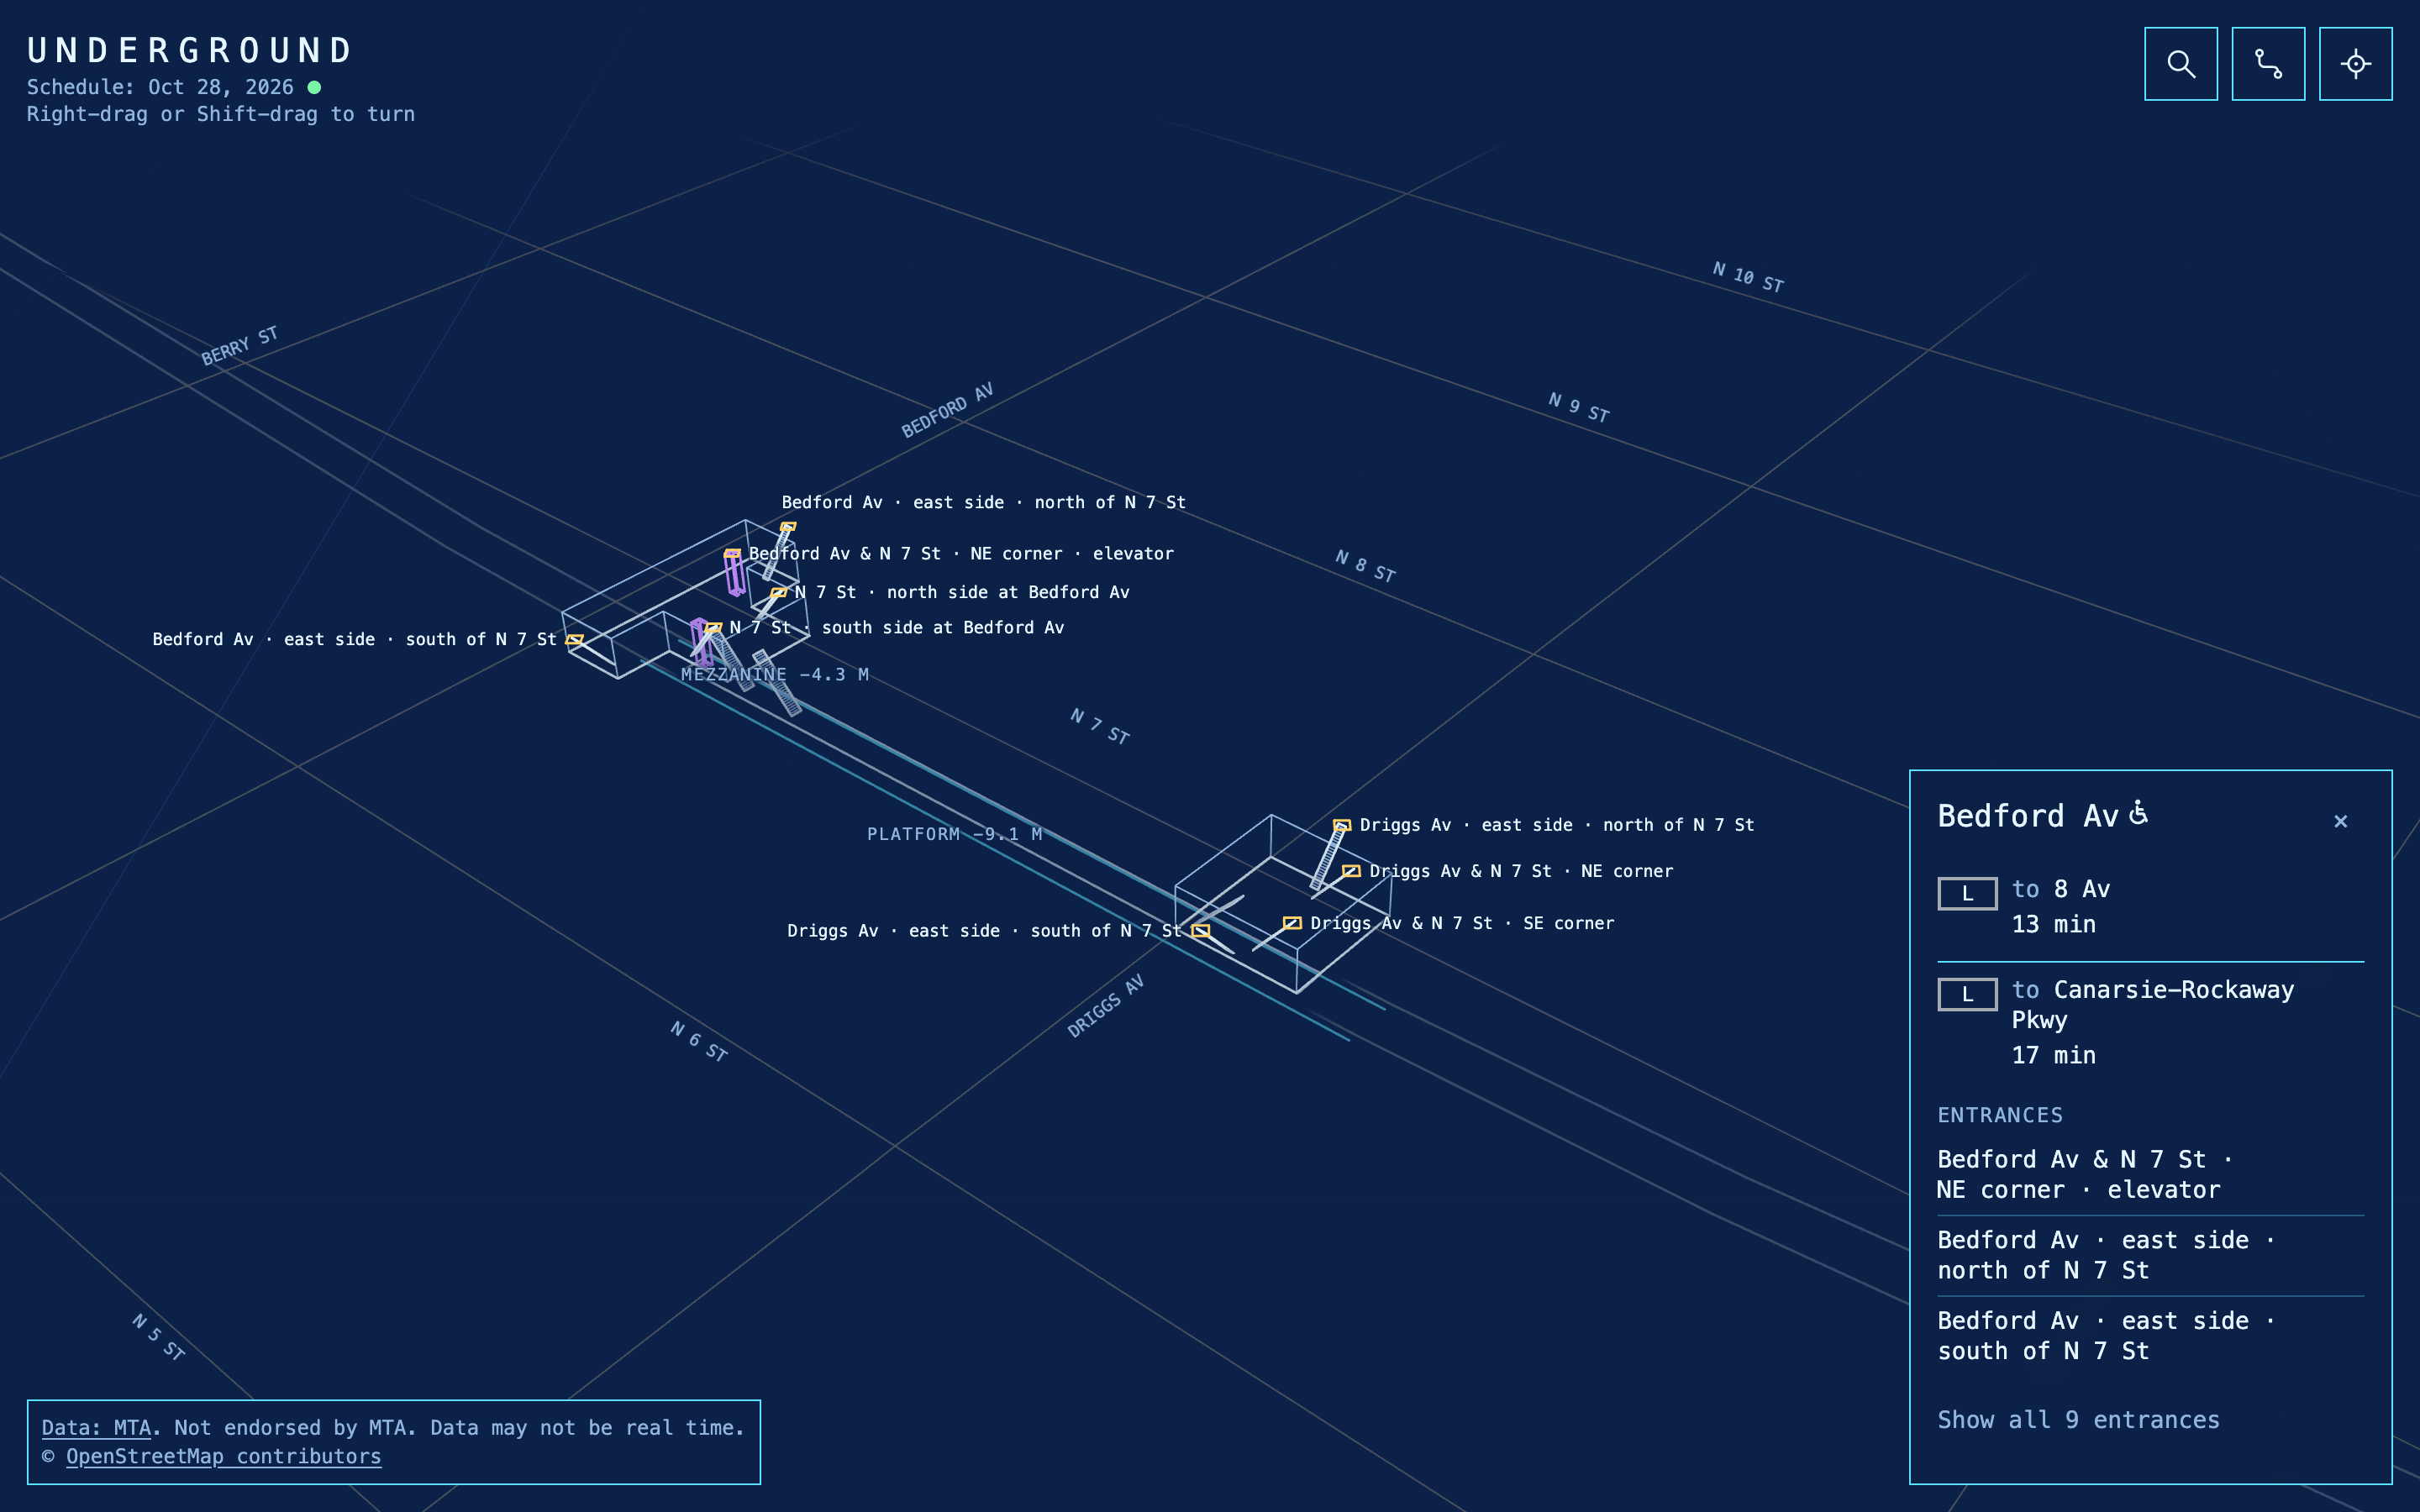 UNDERGROUND
Schedule: Oct 28, 2026
Right-drag or Shift-drag to turn
N 10 ST
BERRY ST
BEDFORD AV
N 9 ST
Bedford Av · east side · north of N 7 St
Bedford Av & N 7 St · NE corner · elevator
N 8 ST
N 7 St · north side at Bedford Av
N 7 St · south side at Bedford Av
Bedford Av · east side · south of N 7 St
MEZZANINE -4.3 M
N 7 ST
PLATFORM -9.1 M
Driggs Av · east side · north of N 7 St
Driggs Av & N 7 St · NE corner
Driggs Av & N 7 St · SE corner
Driggs Av · east side · south of N 7 St
DRIGGS AV
N 6 ST
N 5 ST
Bedford Av
×
L to 8 Av
13 min
L to Canarsie-Rockaway
Pkwy
17 min
ENTRANCES
Bedford Av & N 7 St ·
NE corner · elevator
Bedford Av · east side ·
north of N 7 St
Bedford Av · east side ·
south of N 7 St
Show all 9 entrances
Data: MTA. Not endorsed by MTA. Data may not be real time.
© OpenStreetMap contributors